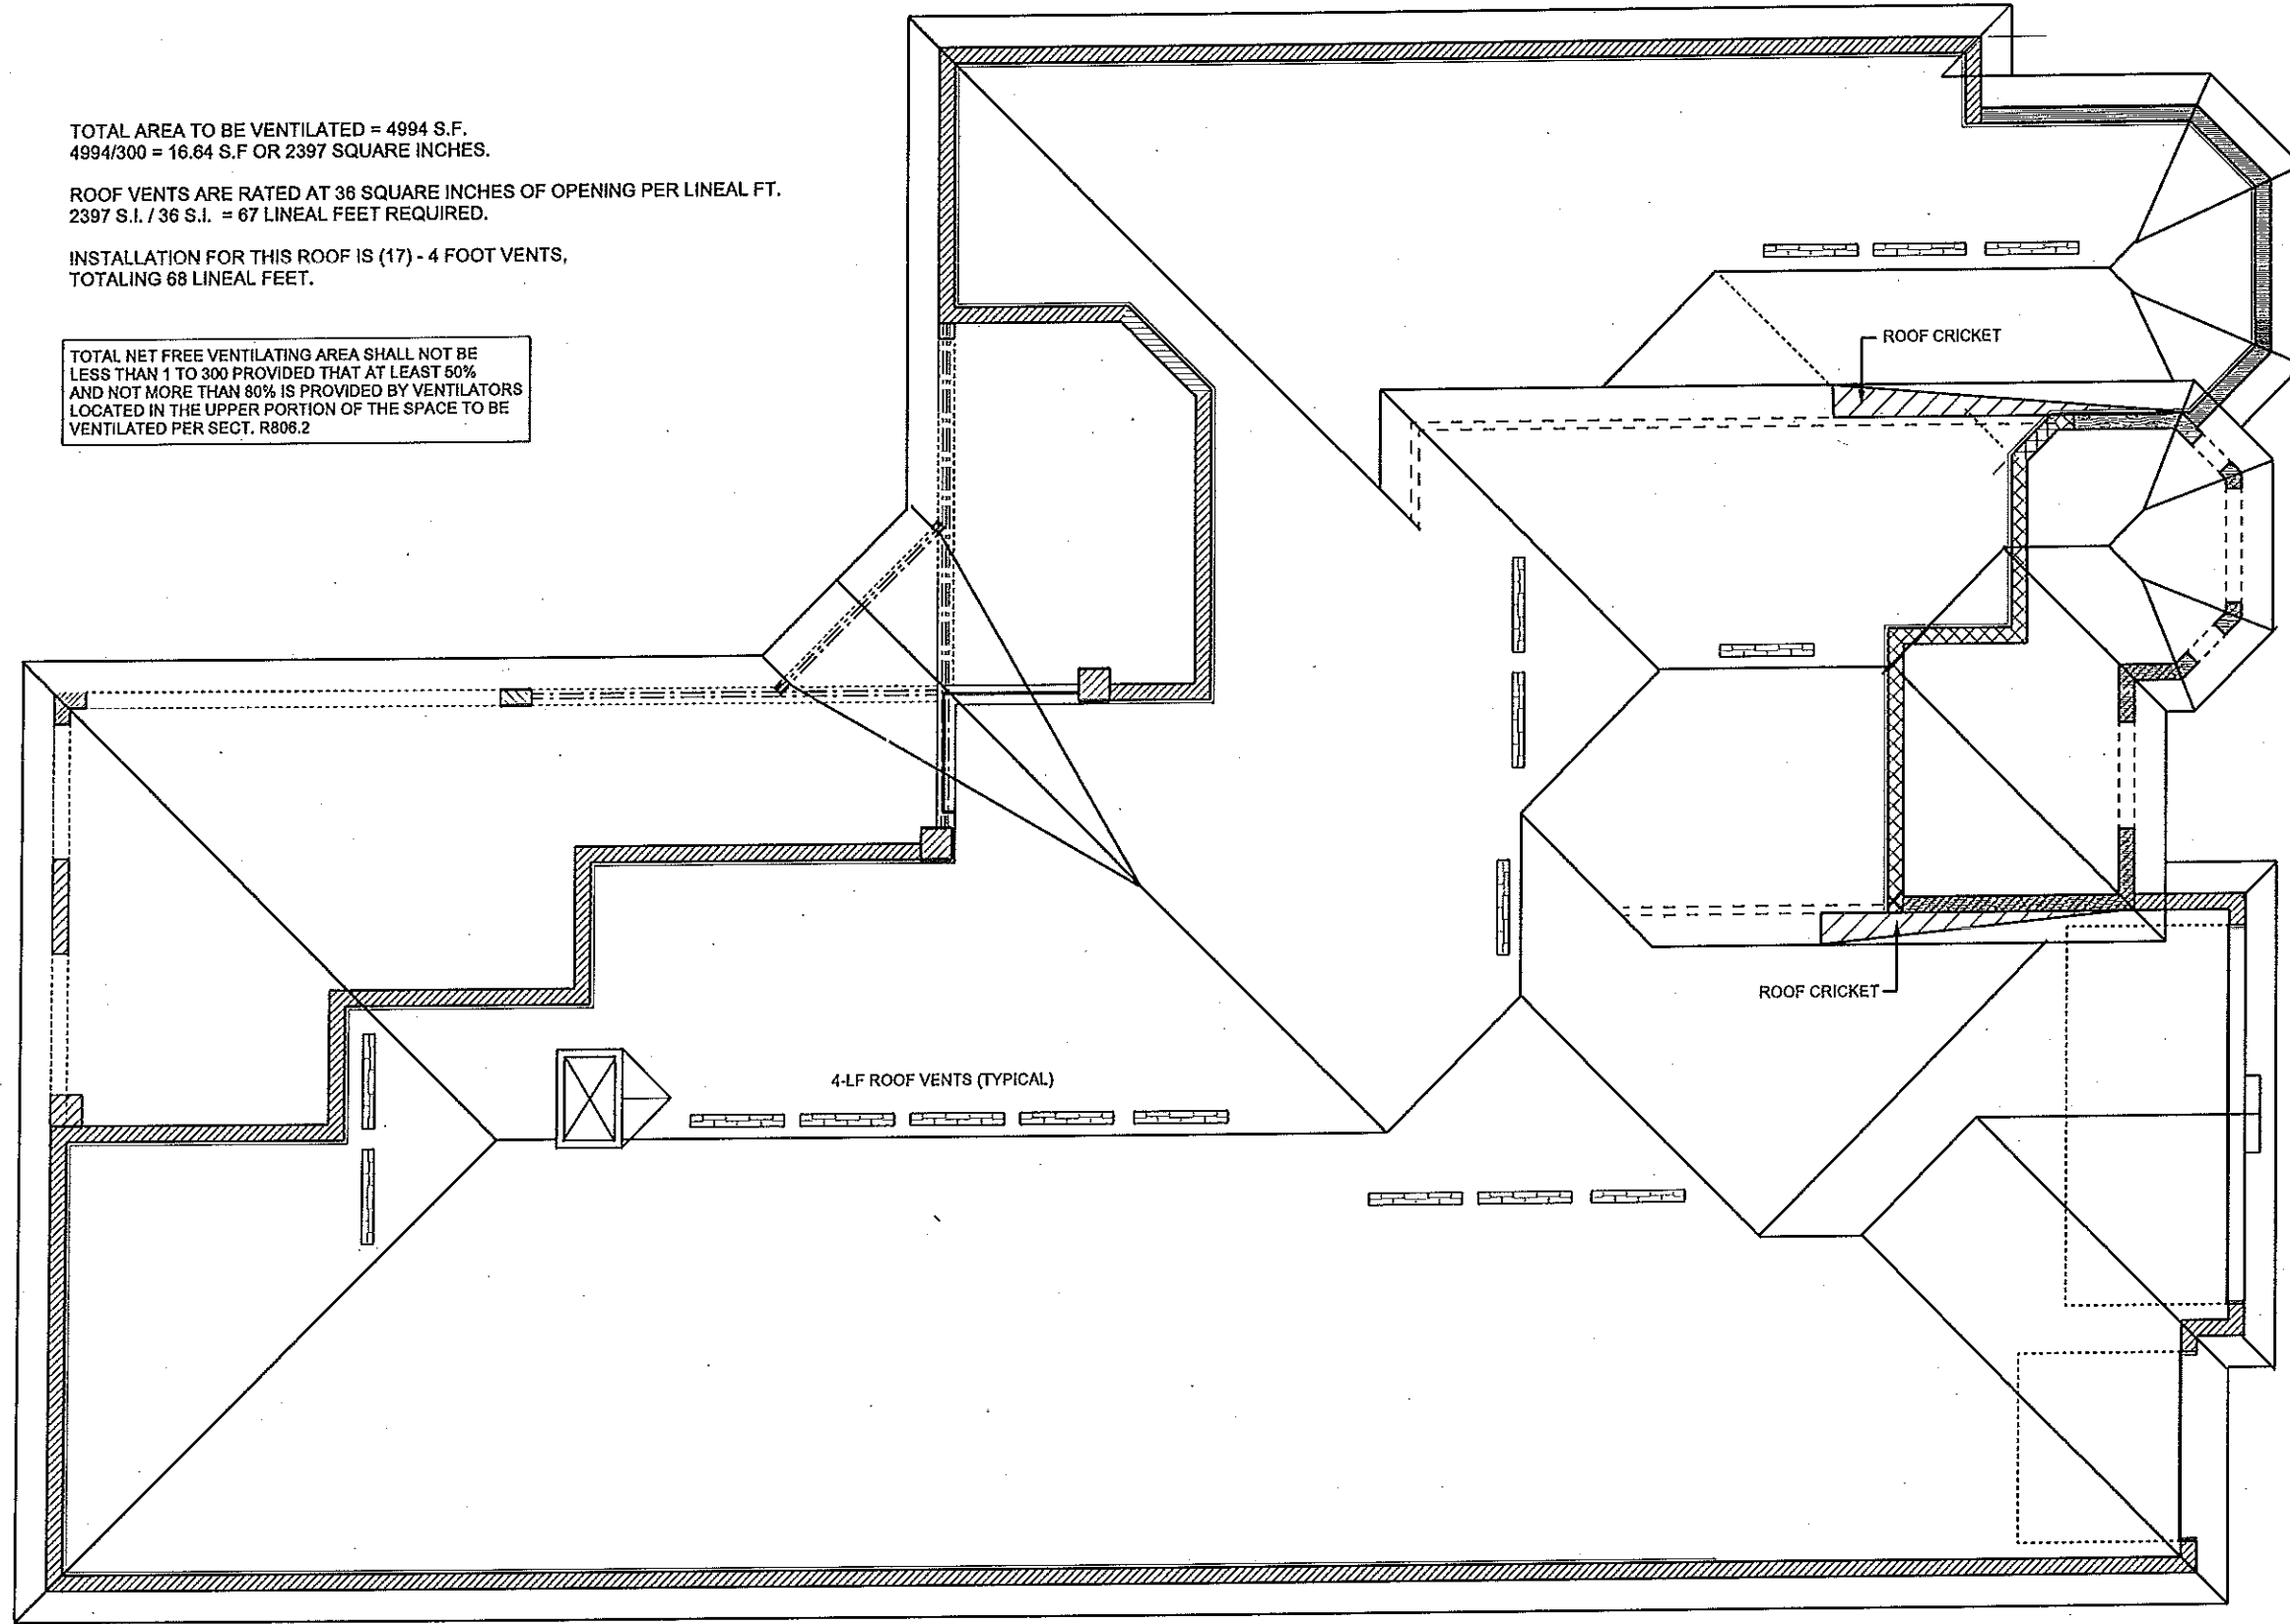 TOTAL AREA TO BE VENTILATED = 4994 S.F.
4994/300 = 16.64 S.F OR 2397 SQUARE INCHES.
ROOF VENTS ARE RATED AT 36 SQUARE INCHES OF OPENING PER LINEAL FT.
2397 S.I. / 36 S.I. = 67 LINEAL FEET REQUIRED.
INSTALLATION FOR THIS ROOF IS (17) - 4 FOOT VENTS,
TOTALING 68 LINEAL FEET.
TOTAL NET FREE VENTILATING AREA SHALL NOT BE
LESS THAN 1 TO 300 PROVIDED THAT AT LEAST 50%
AND NOT MORE THAN 80% IS PROVIDED BY VENTILATORS
LOCATED IN THE UPPER PORTION OF THE SPACE TO BE
VENTILATED PER SECT. R806.2
ROOF CRICKET
ROOF CRICKET
4-LF ROOF VENTS (TYPICAL)